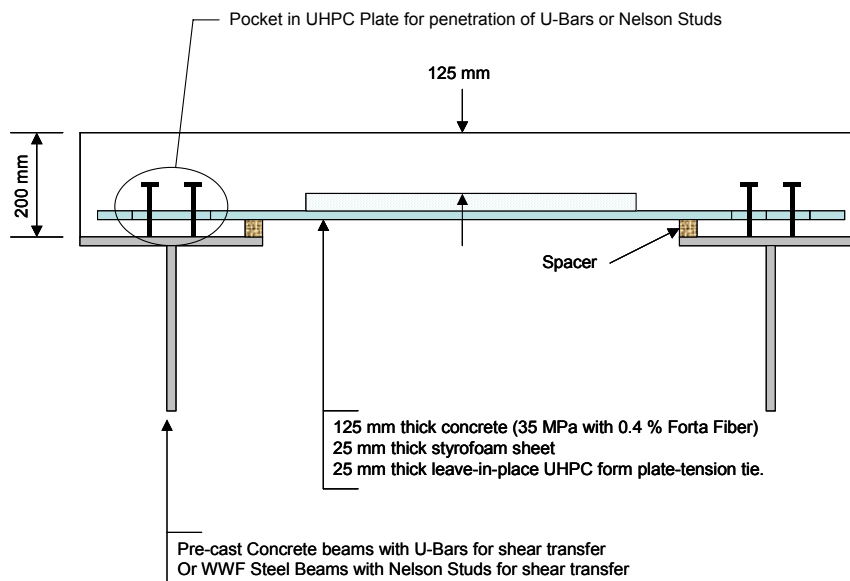 Pocket in UHPC Plate for penetration of U-Bars or Nelson Studs
125 mm
200 mm
Spacer
125 mm thick concrete (35 MPa with 0.4 % Forta Fiber)
25 mm thick styrofoam sheet
25 mm thick leave-in-place UHPC form plate-tension tie.
Pre-cast Concrete beams with U-Bars for shear transfer
Or WWF Steel Beams with Nelson Studs for shear transfer